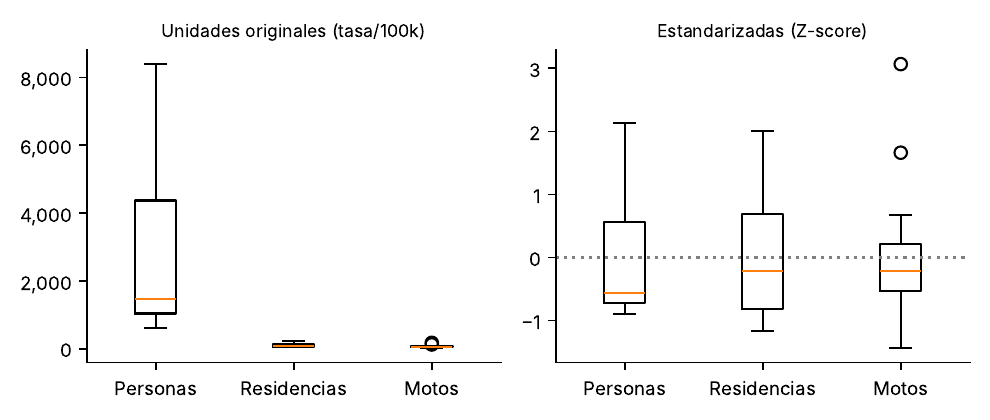 Unidades originales (tasa/100k)
8,000
6,000
4,000
2,000
0
Personas Residencias Motos
Estandarizadas (Z-score)
3
2
1
0
−1
Personas Residencias Motos